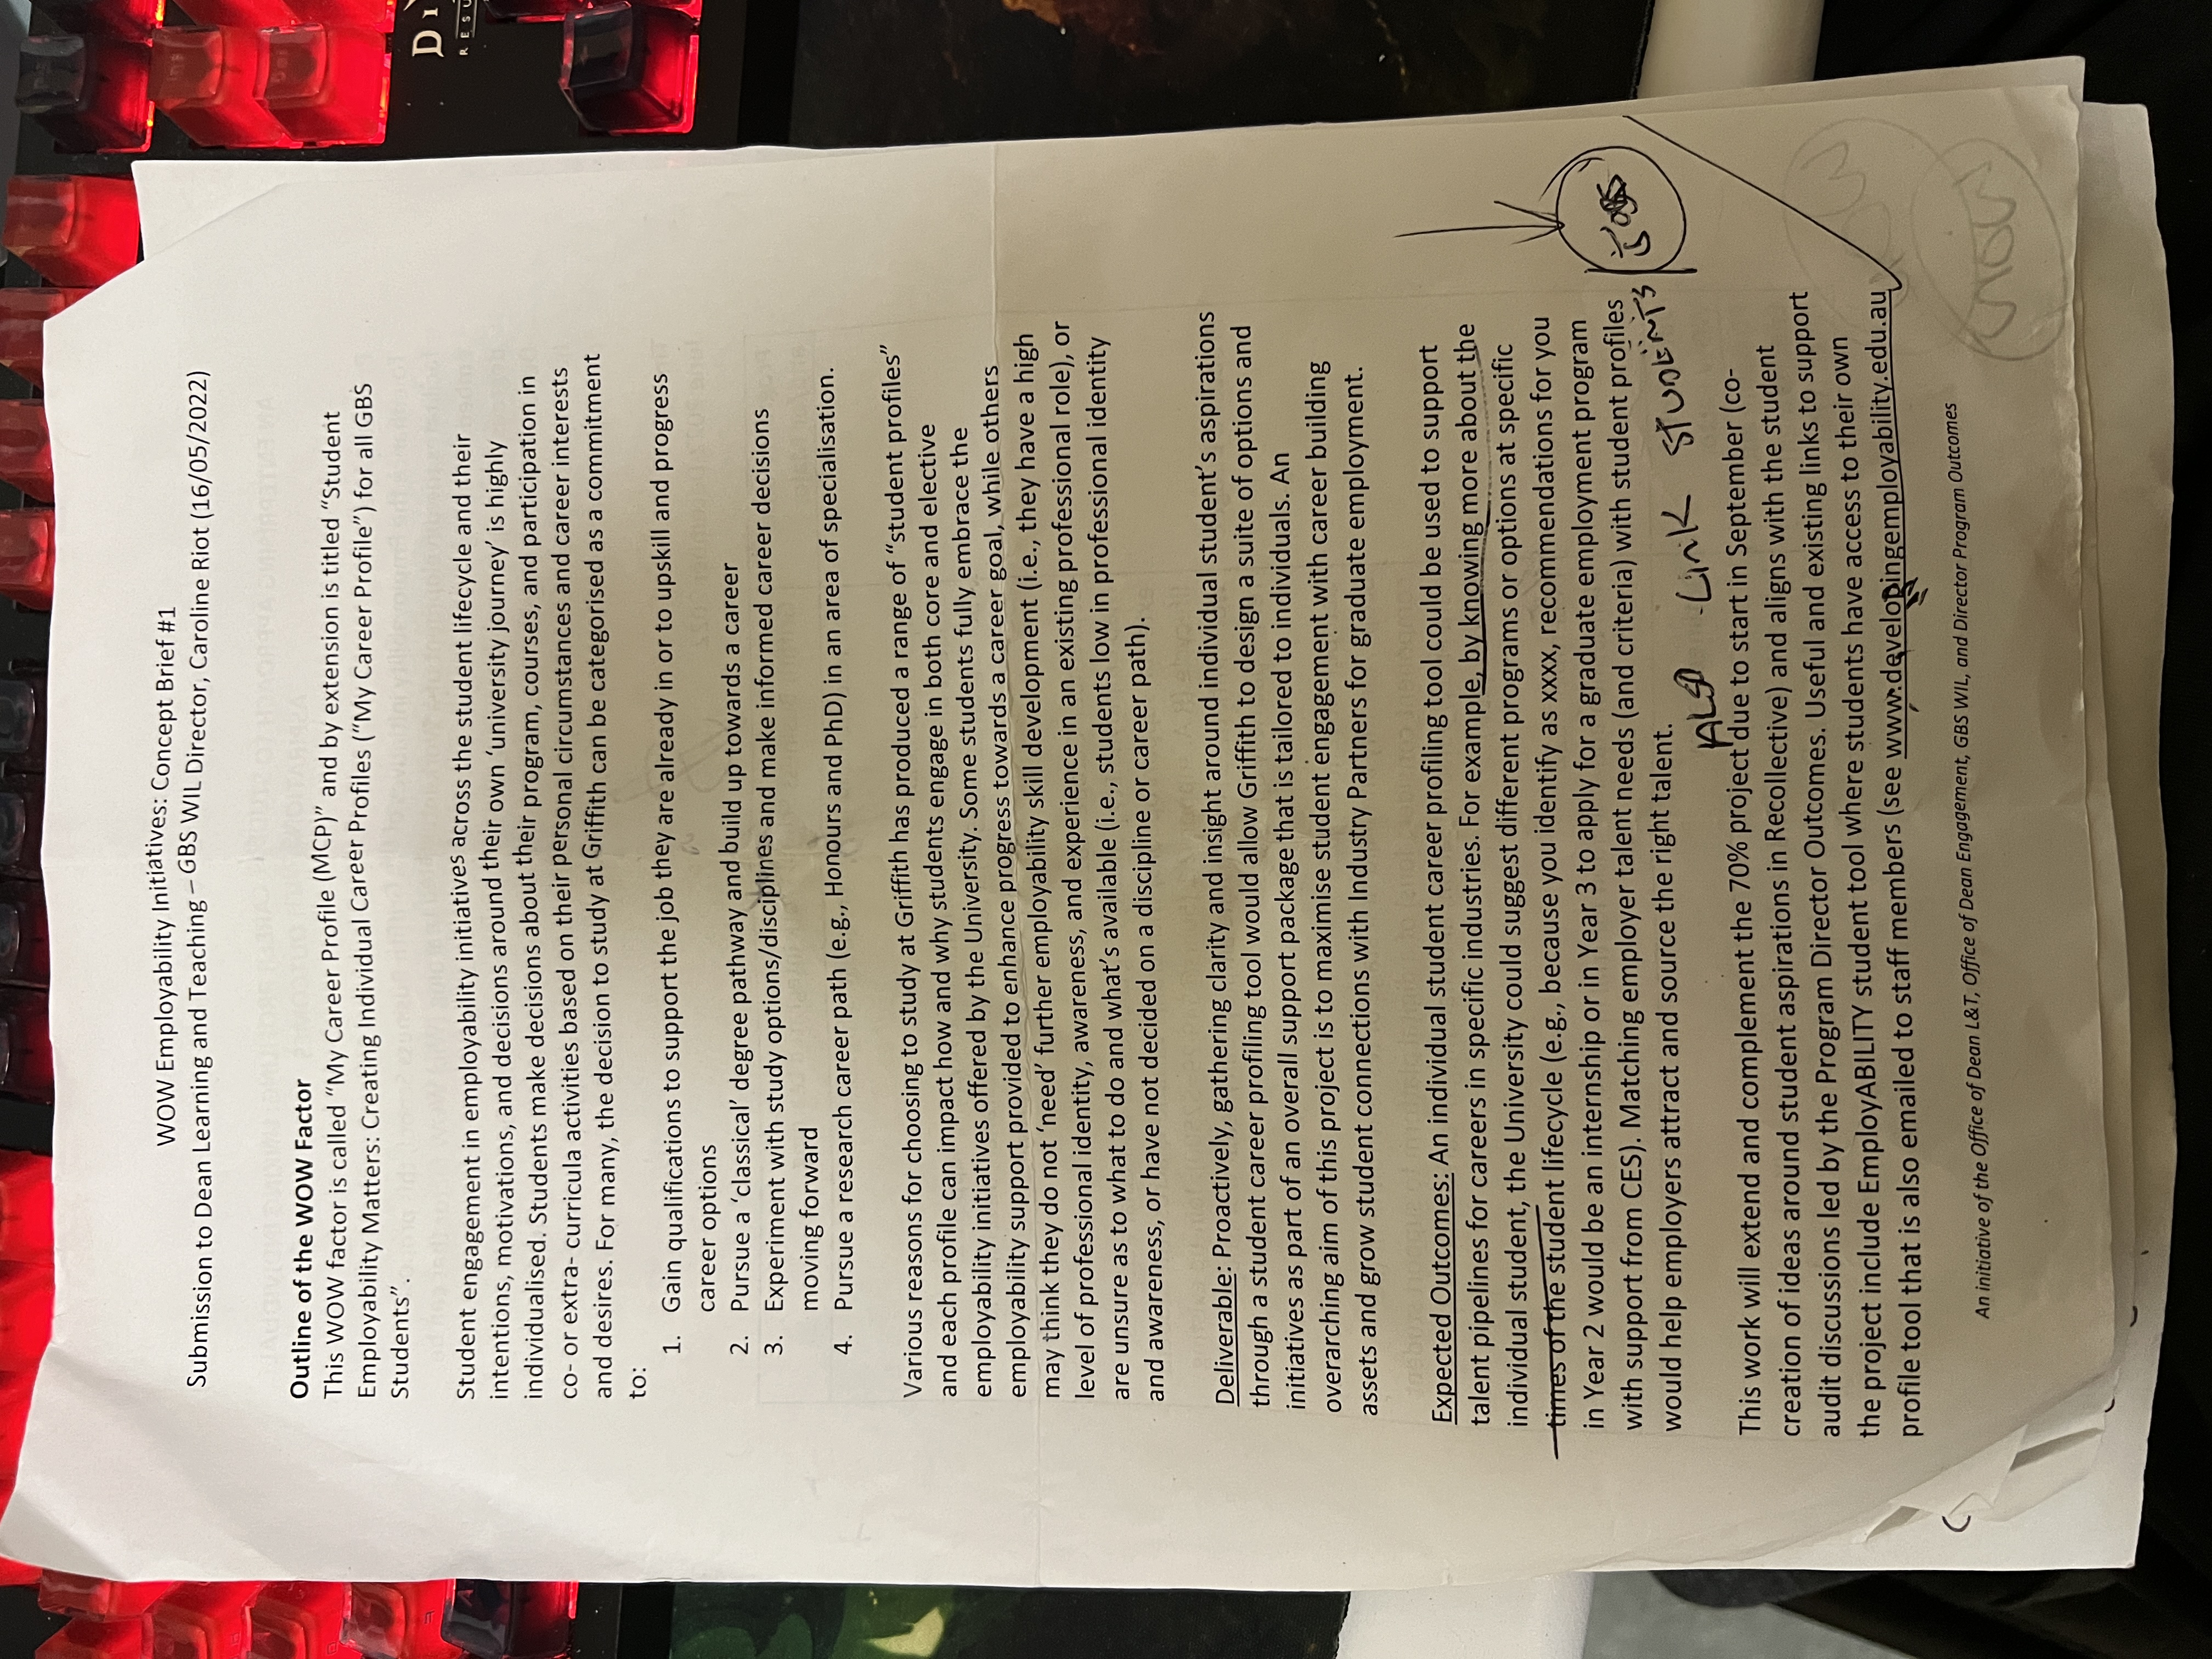 WOW Employability Initiatives: Concept Brief #1
Submission to Dean Learning and Teaching – GBS WIL Director, Caroline Riot (16/05/2022)
Outline of the WOW Factor
This WOW factor is called “My Career Profile (MCP)” and by extension is titled “Student
Employability Matters: Creating Individual Career Profiles (“My Career Profile”) for all GBS
Students”.
Student engagement in employability initiatives across the student lifecycle and their
intentions, motivations, and decisions around their own ‘university journey’ is highly
individualised. Students make decisions about their program, courses, and participation in
co- or extra- curricula activities based on their personal circumstances and career interests
and desires. For many, the decision to study at Griffith can be categorised as a commitment
to:
1. Gain qualifications to support the job they are already in or to upskill and progress
career options
2. Pursue a ‘classical’ degree pathway and build up towards a career
3. Experiment with study options/disciplines and make informed career decisions
moving forward
4. Pursue a research career path (e.g., Honours and PhD) in an area of specialisation.
Various reasons for choosing to study at Griffith has produced a range of “student profiles”
and each profile can impact how and why students engage in both core and elective
employability initiatives offered by the University. Some students fully embrace the
employability support provided to enhance progress towards a career goal, while others
may think they do not ‘need’ further employability skill development (i.e., they have a high
level of professional identity, awareness, and experience in an existing professional role), or
are unsure as to what to do and what’s available (i.e., students low in professional identity
and awareness, or have not decided on a discipline or career path).
Deliverable: Proactively, gathering clarity and insight around individual student’s aspirations
through a student career profiling tool would allow Griffith to design a suite of options and
initiatives as part of an overall support package that is tailored to individuals. An
overarching aim of this project is to maximise student engagement with career building
assets and grow student connections with Industry Partners for graduate employment.
Expected Outcomes: An individual student career profiling tool could be used to support
talent pipelines for careers in specific industries. For example, by knowing more about the
individual student, the University could suggest different programs or options at specific
times of the student lifecycle (e.g., because you identify as xxxx, recommendations for you
in Year 2 would be an internship or in Year 3 to apply for a graduate employment program
with support from CES). Matching employer talent needs (and criteria) with student profiles
would help employers attract and source the right talent.
ALSO LINK STUDENTS JOBS
This work will extend and complement the 70% project due to start in September (co-
creation of ideas around student aspirations in Recollective) and aligns with the student
audit discussions led by the Program Director Outcomes. Useful and existing links to support
the project include EmployABILITY student tool where students have access to their own
profile tool that is also emailed to staff members (see www.developingemployability.edu.au
An initiative of the Office of Dean L&T, Office of Dean Engagement, GBS WIL, and Director Program Outcomes